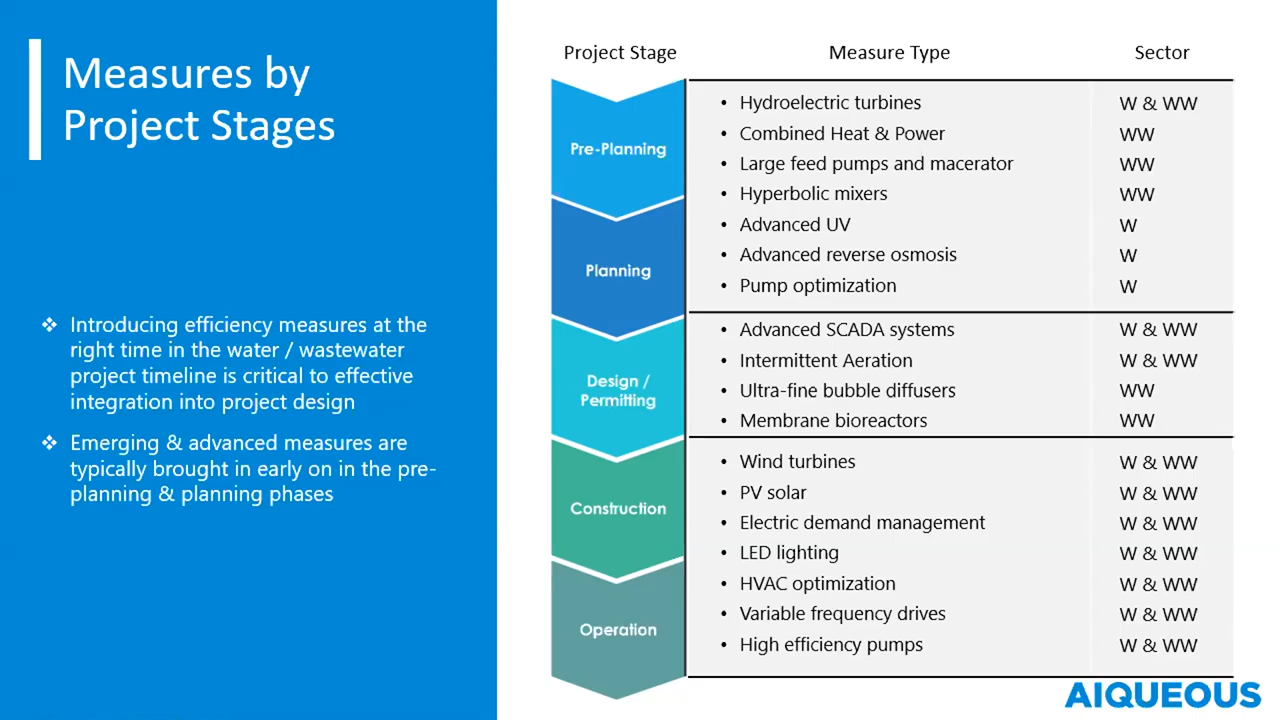 Measures by
Project Stages
❖ Introducing efficiency measures at the
right time in the water / wastewater
project timeline is critical to effective
integration into project design
❖ Emerging & advanced measures are
typically brought in early on in the pre-
planning & planning phases
Project Stage Measure Type Sector
Pre-Planning
Planning
Design /
Permitting
Construction
Operation
• Hydroelectric turbines W & WW
• Combined Heat & Power WW
• Large feed pumps and macerator WW
• Hyperbolic mixers WW
• Advanced UV W
• Advanced reverse osmosis W
• Pump optimization W
• Advanced SCADA systems W & WW
• Intermittent Aeration W & WW
• Ultra-fine bubble diffusers WW
• Membrane bioreactors WW
• Wind turbines W & WW
• PV solar W & WW
• Electric demand management W & WW
• LED lighting W & WW
• HVAC optimization W & WW
• Variable frequency drives W & WW
• High efficiency pumps W & WW
AIQUEOUS